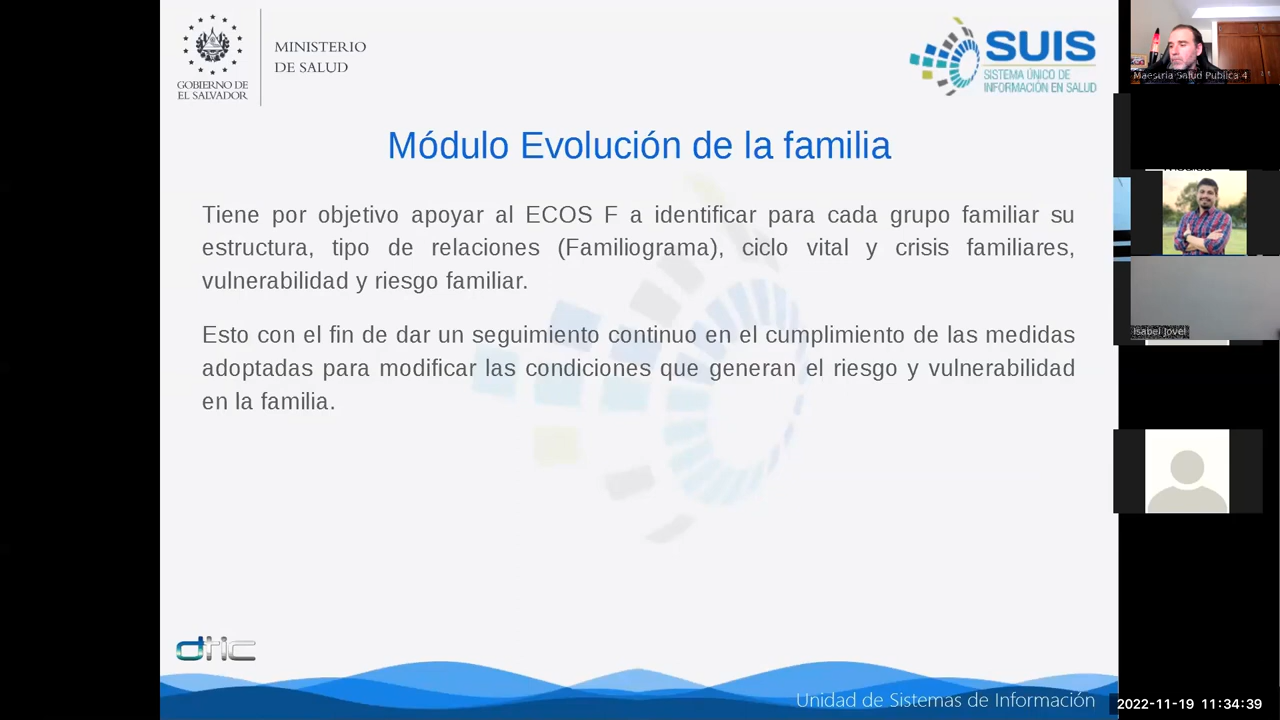 GOBIERNO DE
EL SALVADOR
MINISTERIO
DE SALUD
SUIS
SISTEMA ÚNICO DE
INFORMACIÓN EN SALUD
Módulo Evolución de la familia
Tiene por objetivo apoyar al ECOS F a identificar para cada grupo familiar su
estructura, tipo de relaciones (Familiograma), ciclo vital y crisis familiares,
vulnerabilidad y riesgo familiar.
Esto con el fin de dar un seguimiento continuo en el cumplimiento de las medidas
adoptadas para modificar las condiciones que generan el riesgo y vulnerabilidad
en la familia.
dtic
Unidad de Sistemas de Información
Maestria Salud Publica 4
Isabel Jovel
2022-11-19 11:34:39